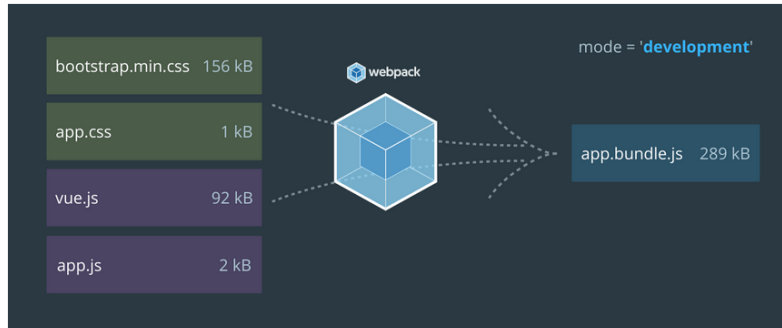 bootstrap.min.css 156 kB
app.css 1 kB
vue.js 92 kB
app.js 2 kB
webpack
mode = 'development'
app.bundle.js 289 kB